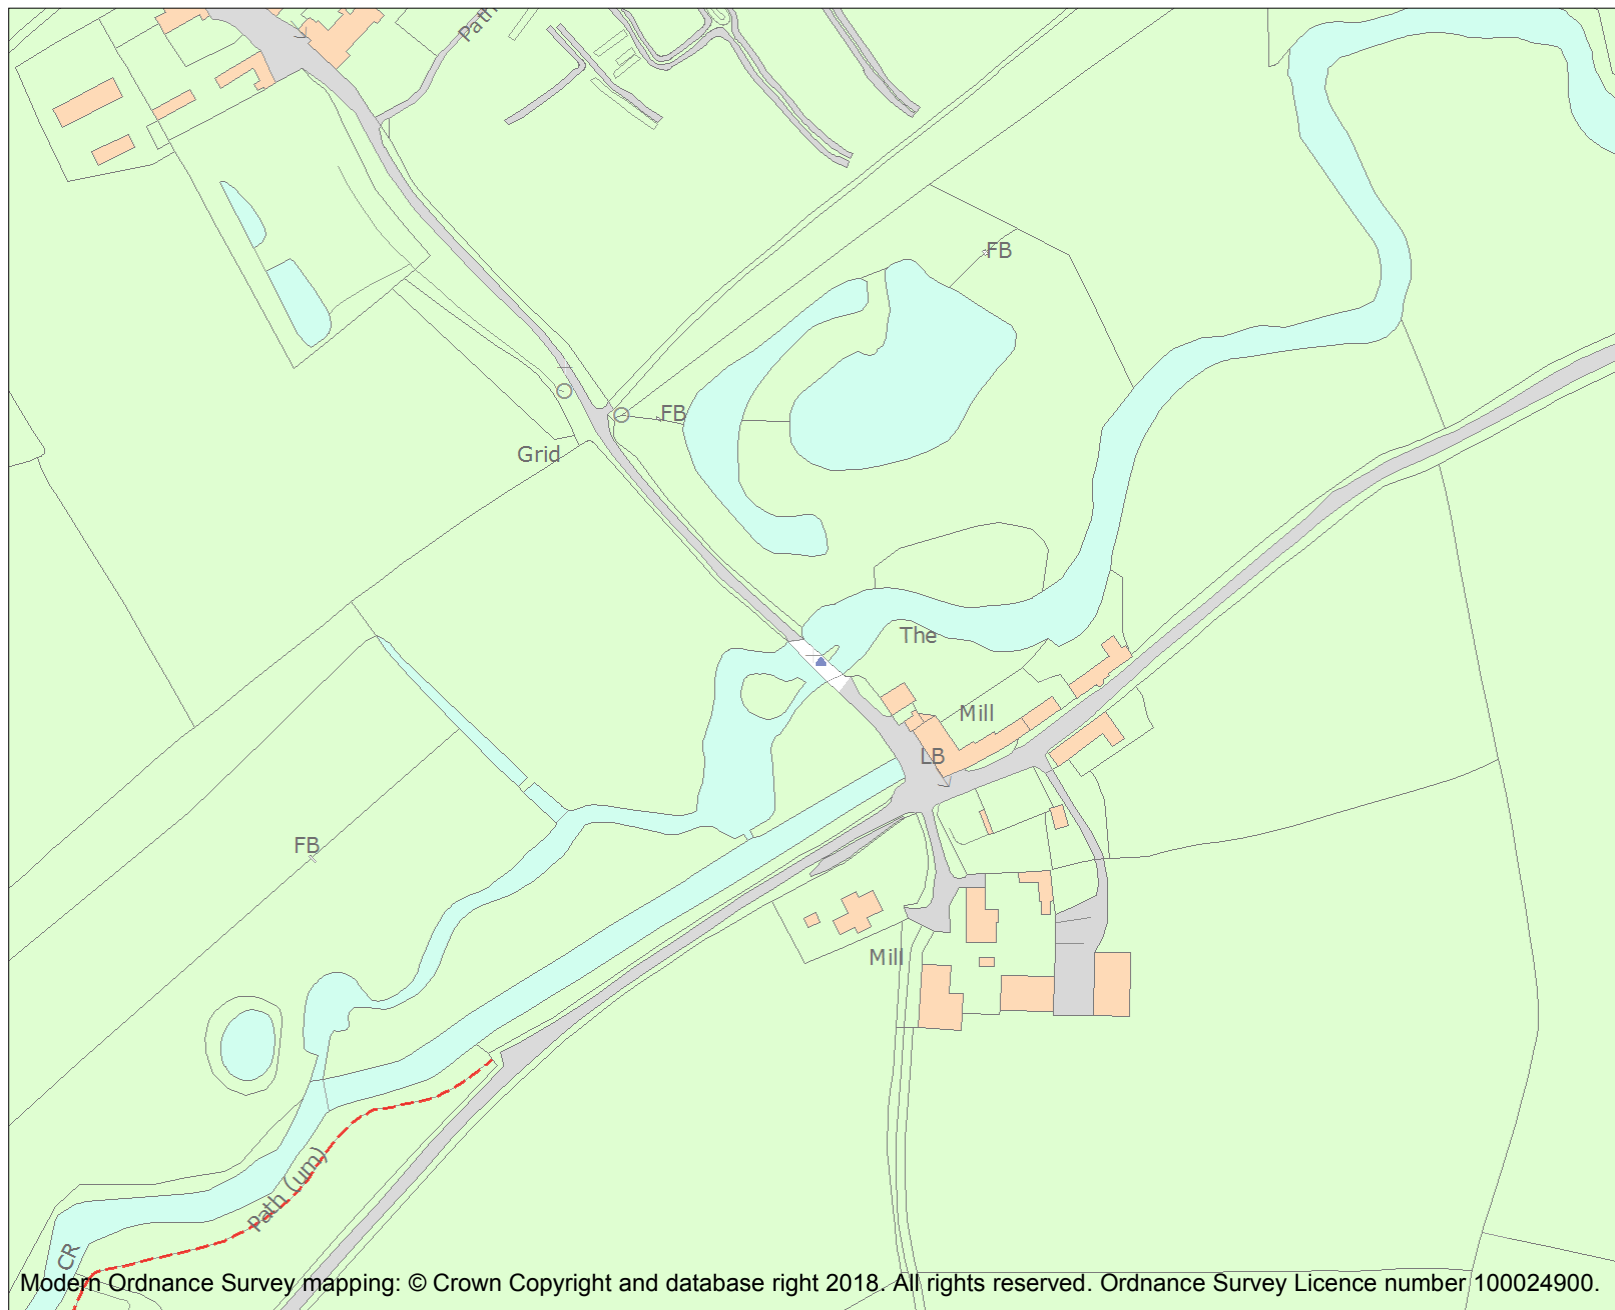 Path
FB
FB
Grid
The
Mill
LB
FB
Mill
Path (um)
CR
Modern Ordnance Survey mapping: © Crown Copyright and database right 2018. All rights reserved. Ordnance Survey Licence number 100024900.